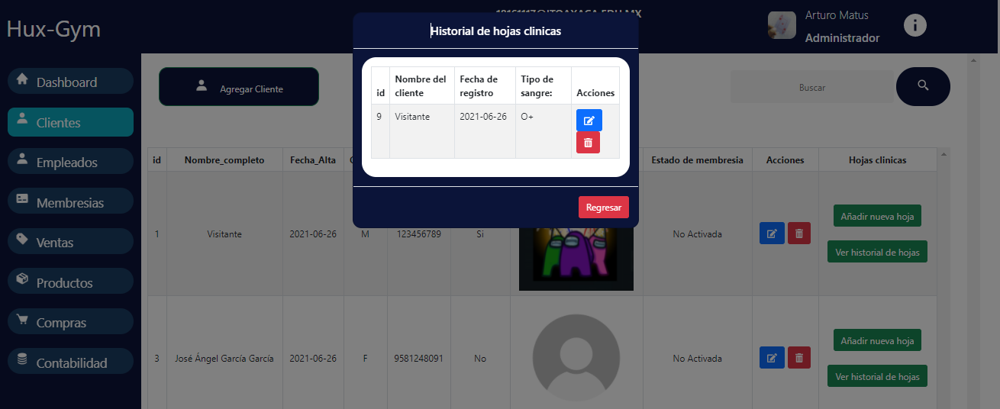 18161117@ITOAXACA.EDU.MX
Hux-Gym
Arturo Matus
Administrador
Dashboard
Clientes
Empleados
Membresias
Ventas
Productos
Compras
Contabilidad
Agregar Cliente
Buscar
Historial de hojas clinicas
id Nombre del cliente Fecha de registro Tipo de sangre: Acciones
9 Visitante 2021-06-26 O+
Regresar
id Nombre_completo Fecha_Alta Estado de membresia Acciones Hojas clinicas
1 Visitante 2021-06-26 M 123456789 Si No Activada
Añadir nueva hoja
Ver historial de hojas
3 José Ángel García García 2021-06-26 F 9581248091 No No Activada
Añadir nueva hoja
Ver historial de hojas